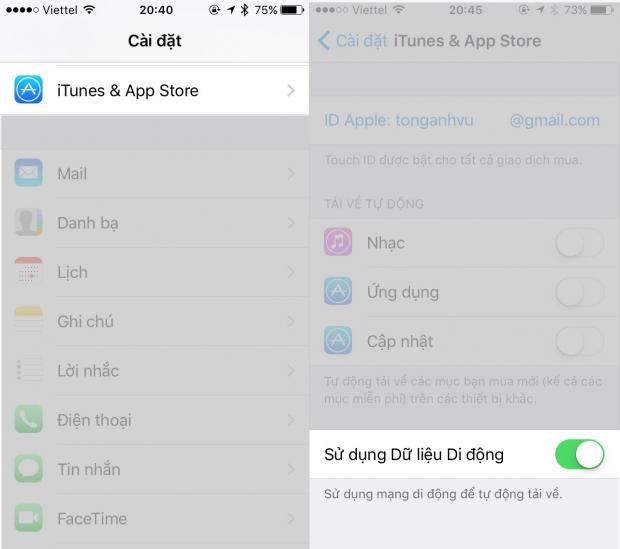 Viettel 20:40 75%
Cài đặt
iTunes & App Store
Mail
Danh bạ
Lịch
Ghi chú
Lời nhắc
Điện thoại
Tin nhắn
FaceTime
Viettel 20:45 73%
Cài đặt iTunes & App Store
ID Apple: tonganhvu @gmail.com
Touch ID được bật cho tất cả giao dịch mua.
TẢI VỀ TỰ ĐỘNG
Nhạc
Ứng dụng
Cập nhật
Tự động tải về các mục bạn mua mới (kể cả các
mục miễn phí) trên các thiết bị khác.
Sử dụng Dữ liệu Di động
Sử dụng mạng di động để tự động tải về.